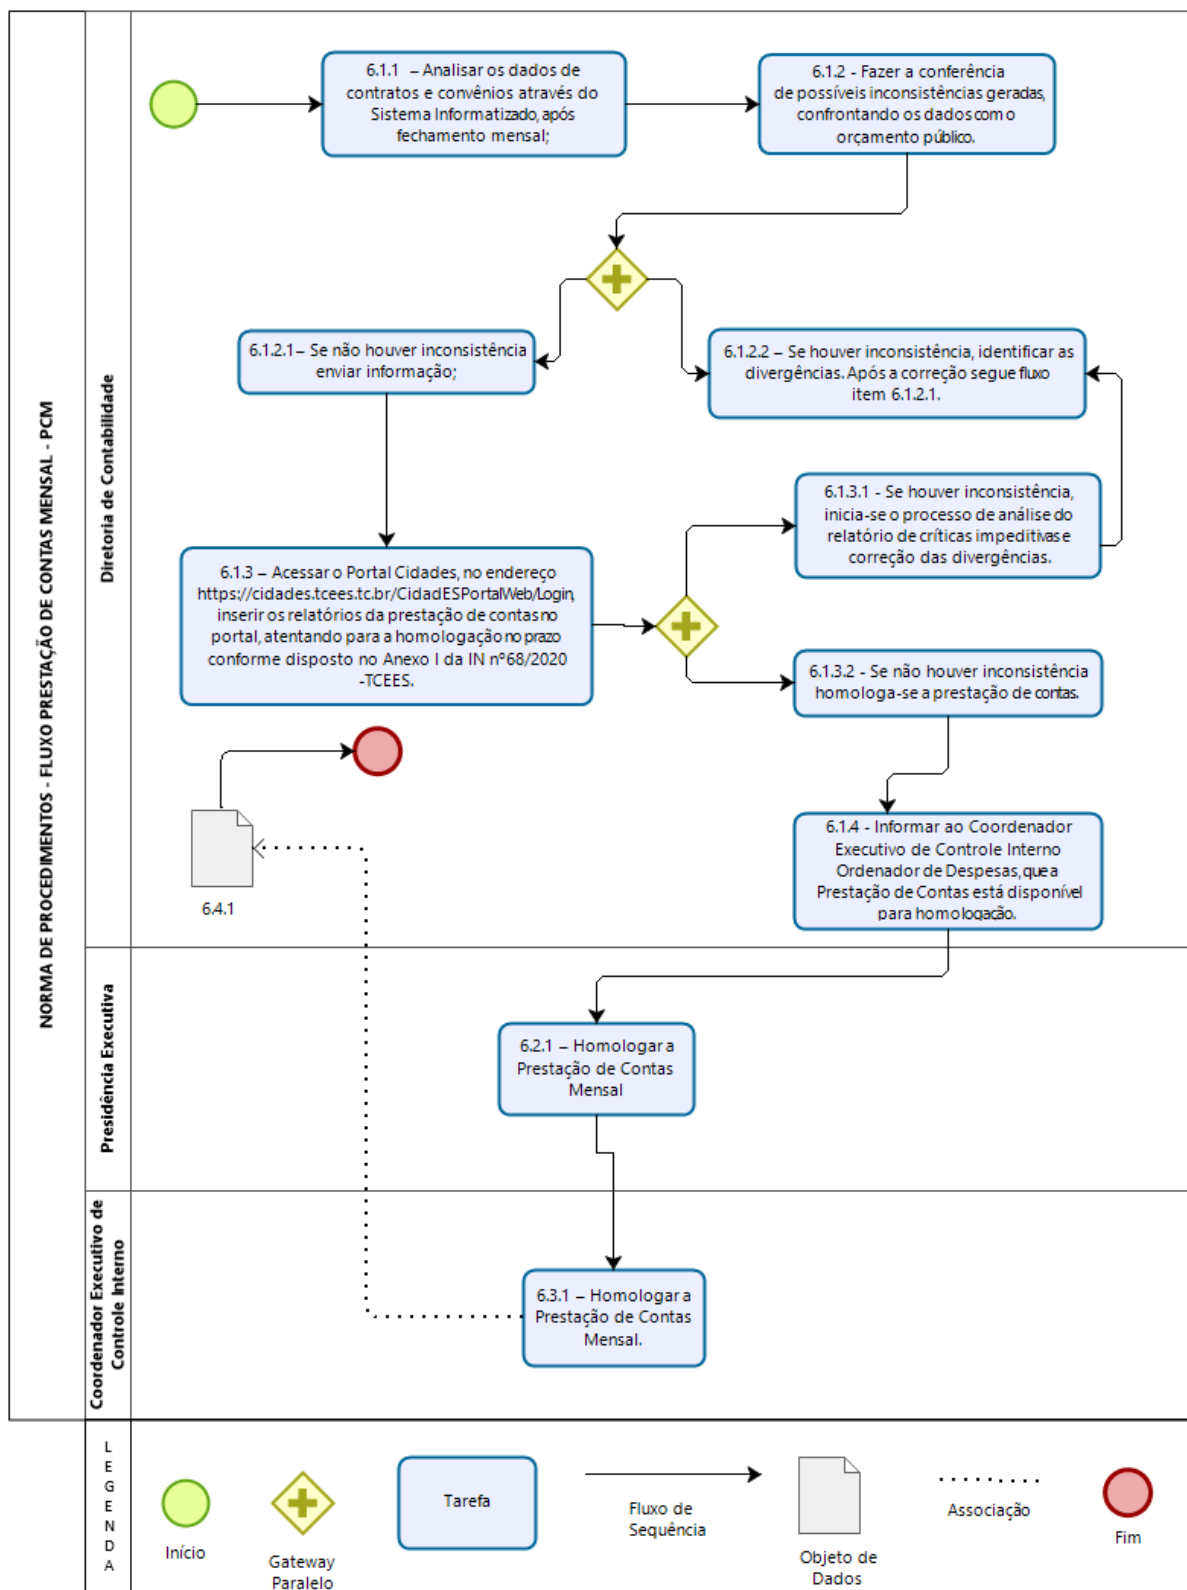 NORMA DE PROCEDIMENTOS - FLUXO PRESTAÇÃO DE CONTAS MENSAL - PCM
Diretoria de Contabilidade
6.1.1 – Analisar os dados de
contratos e convênios através do
Sistema Informatizado, após
fechamento mensal;
6.1.2 - Fazer a conferência
de possíveis inconsistências geradas,
confrontando os dados com o
orçamento público.
6.1.2.1– Se não houver inconsistência
enviar informação;
6.1.2.2 – Se houver inconsistência, identificar as
divergências. Após a correção segue fluxo
item 6.1.2.1.
6.1.3.1 - Se houver inconsistência,
inicia-se o processo de análise do
relatório de críticas impeditivas e
correção das divergências.
6.1.3 – Acessar o Portal Cidades, no endereço
https://cidades.tcees.tc.br/CidadESPortalWeb/Login,
inserir os relatórios da prestação de contas no
portal, atentando para a homologação no prazo
conforme disposto no Anexo I da IN nº68/2020
-TCEES.
6.1.3.2 - Se não houver inconsistência
homologa-se a prestação de contas.
6.1.4 - Informar ao Coordenador
Executivo de Controle Interno
Ordenador de Despesas, que a
Prestação de Contas está disponível
para homologação.
6.4.1
Presidência Executiva
6.2.1 – Homologar a
Prestação de Contas
Mensal
Coordenador Executivo de
Controle Interno
6.3.1 – Homologar a
Prestação de Contas
Mensal.
LEGENDA
Início
Gateway
Paralelo
Tarefa
Fluxo de
Sequência
Objeto de
Dados
Associação
Fim